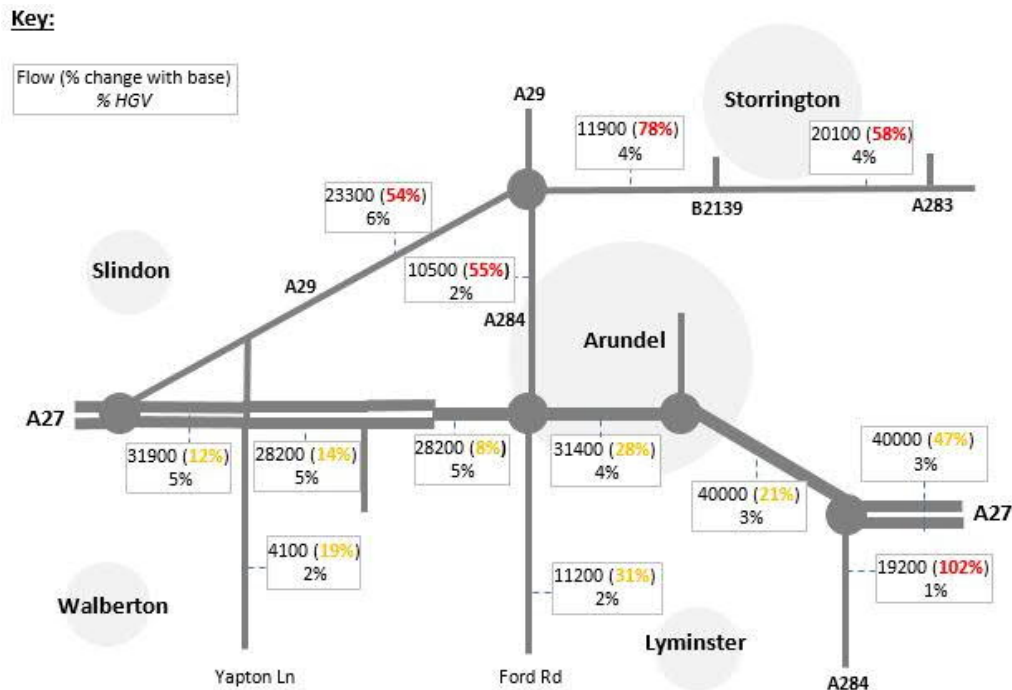 Key:
Flow (% change with base)
% HGV
A29
Storrington
11900 (78%)
4%
20100 (58%)
4%
B2139
A283
23300 (54%)
6%
Slindon
A29
10500 (55%)
2%
A284
Arundel
A27
31900 (12%)
5%
28200 (14%)
5%
28200 (8%)
5%
31400 (28%)
4%
40000 (21%)
3%
40000 (47%)
3%
A27
4100 (19%)
2%
11200 (31%)
2%
19200 (102%)
1%
Walberton
Lyminster
Yapton Ln
Ford Rd
A284